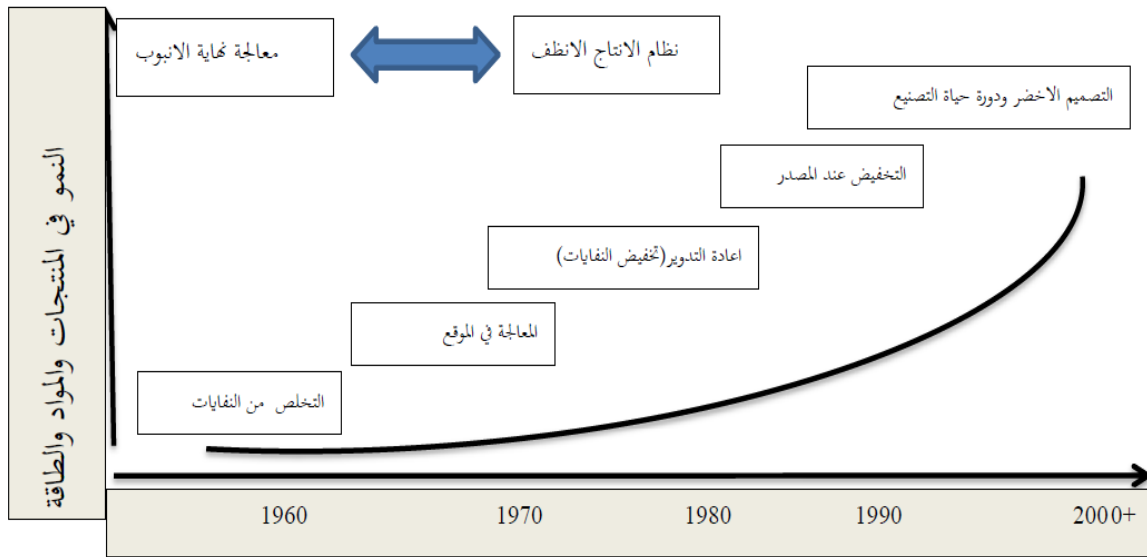 معالجة نهاية الانبوب
نظام الانتاج الانظف
التصميم الاخضر ودورة حياة التصنيع
التخفيض عند المصدر
اعادة التدوير(تخفيض النفايات)
المعالجة في الموقع
التخلص من النفايات
النمو في المنتجات والمواد والطاقة
1960 1970 1980 1990 2000+